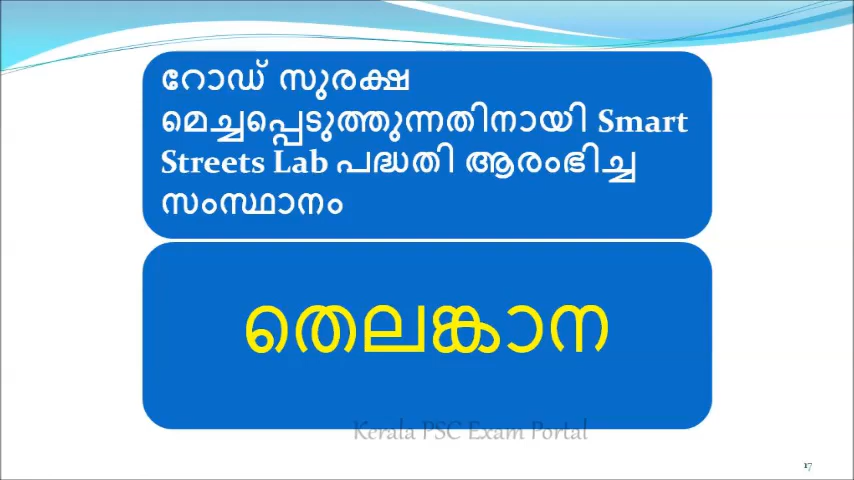 റോഡ് സുരക്ഷ
മെച്ചപ്പെടുത്തുന്നതിനായി Smart
Streets Lab പദ്ധതി ആരംഭിച്ച
സംസ്ഥാനം
തെലങ്കാന
Kerala PSC Exam Portal
17